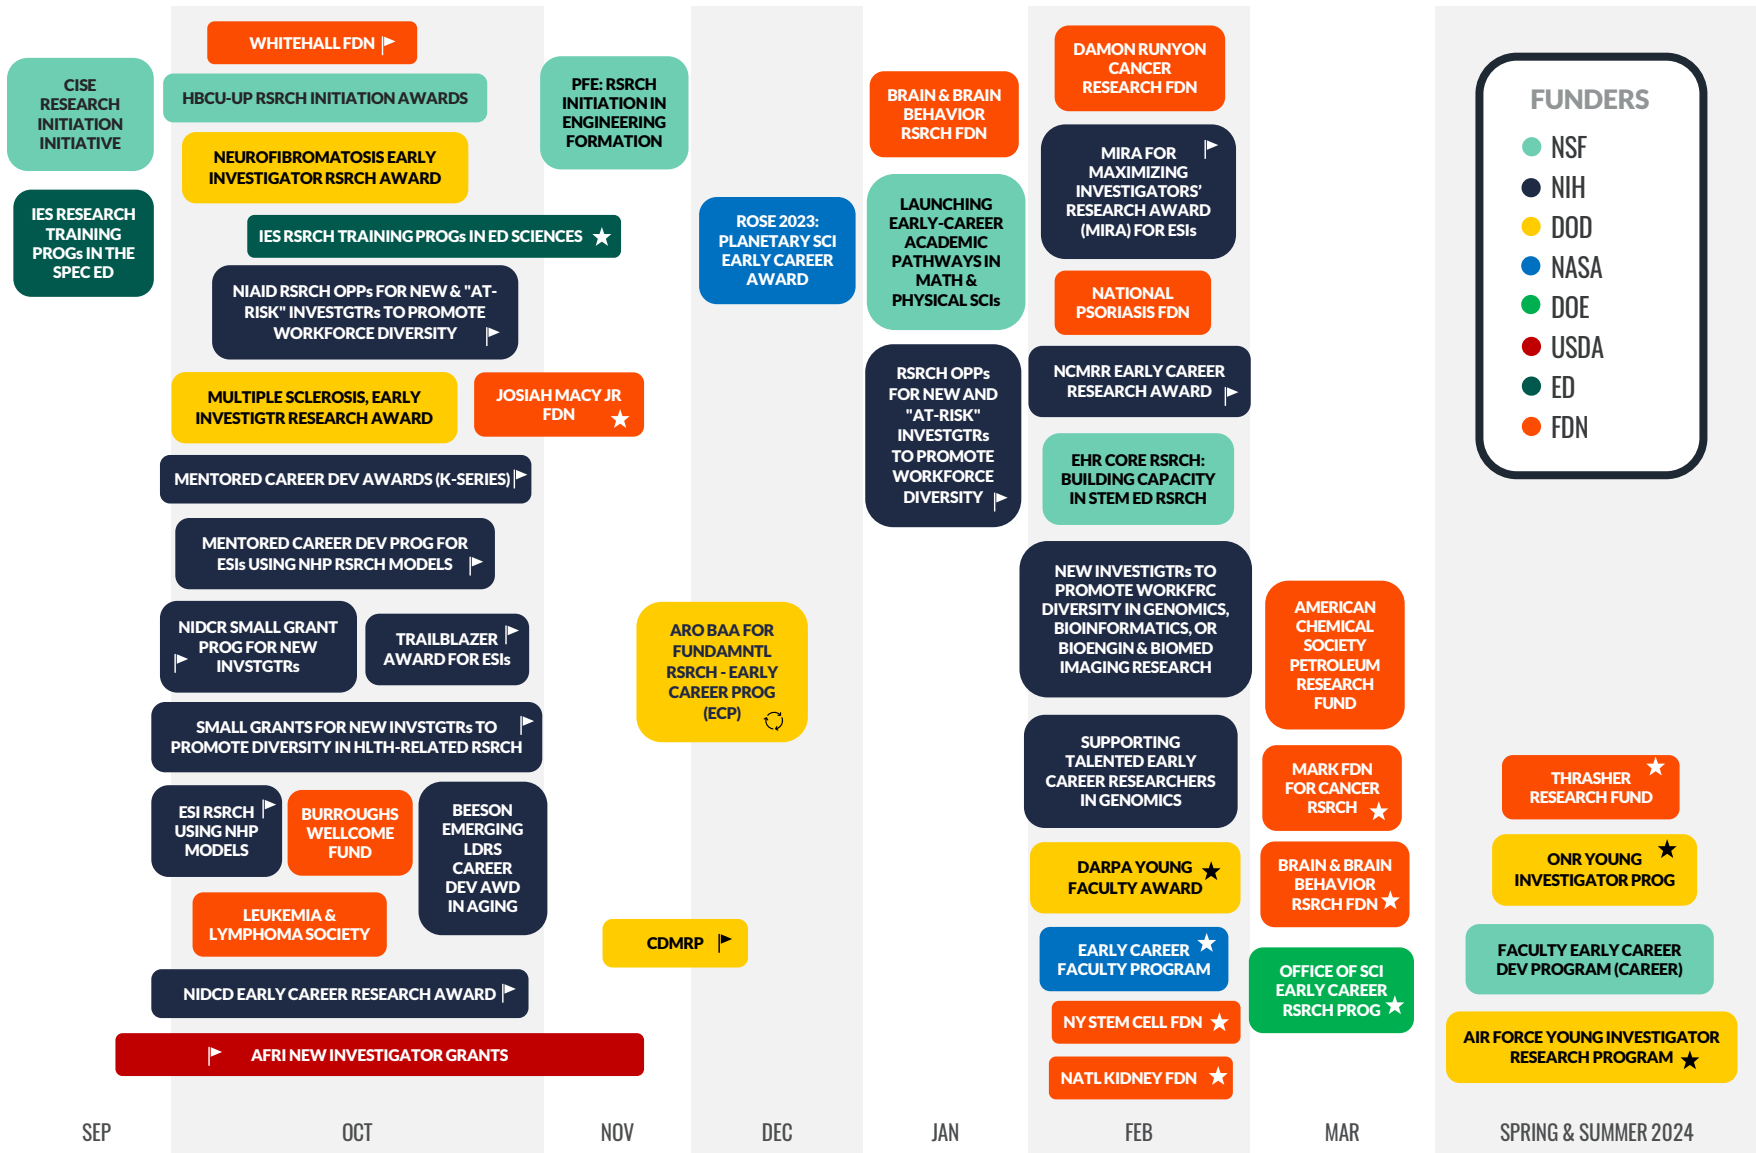 CISE
RESEARCH
INITIATION
INITIATIVE
IES RESEARCH
TRAINING
PROGs IN THE
SPEC ED
WHITEHALL FDN
HBCU-UP RSRCH INITIATION AWARDS
NEUROFIBROMATOSIS EARLY
INVESTIGATOR RSRCH AWARD
IES RSRCH TRAINING PROGs IN ED SCIENCES
NIAID RSRCH OPPs FOR NEW & "AT-
RISK" INVESTGTRs TO PROMOTE
WORKFORCE DIVERSITY
MULTIPLE SCLEROSIS, EARLY
INVESTIGTR RESEARCH AWARD
JOSIAH MACY JR
FDN
MENTORED CAREER DEV AWARDS (K-SERIES)
MENTORED CAREER DEV PROG FOR
ESIs USING NHP RSRCH MODELS
NIDCR SMALL GRANT
PROG FOR NEW
INVSTGTRs
TRAILBLAZER
AWARD FOR ESIs
SMALL GRANTS FOR NEW INVSTGTRs TO
PROMOTE DIVERSITY IN HLTH-RELATED RSRCH
ESI RSRCH
USING NHP
MODELS
BURROUGHS
WELLCOME
FUND
BEESON
EMERGING
LDRS
CAREER
DEV AWD
IN AGING
LEUKEMIA &
LYMPHOMA SOCIETY
NIDCD EARLY CAREER RESEARCH AWARD
AFRI NEW INVESTIGATOR GRANTS
PFE: RSRCH
INITIATION IN
ENGINEERING
FORMATION
ARO BAA FOR
FUNDAMNTL
RSRCH - EARLY
CAREER PROG
(ECP)
CDMRP
ROSE 2023:
PLANETARY SCI
EARLY CAREER
AWARD
BRAIN & BRAIN
BEHAVIOR
RSRCH FDN
LAUNCHING
EARLY-CAREER
ACADEMIC
PATHWAYS IN
MATH &
PHYSICAL SCIs
RSRCH OPPs
FOR NEW AND
"AT-RISK"
INVESTGTRs
TO PROMOTE
WORKFORCE
DIVERSITY
DAMON RUNYON
CANCER
RESEARCH FDN
MIRA FOR
MAXIMIZING
INVESTIGATORS'
RESEARCH AWARD
(MIRA) FOR ESIs
NATIONAL
PSORIASIS FDN
NCMRR EARLY CAREER
RESEARCH AWARD
EHR CORE RSRCH:
BUILDING CAPACITY
IN STEM ED RSRCH
NEW INVESTIGTRs TO
PROMOTE WORKFRC
DIVERSITY IN GENOMICS,
BIOINFORMATICS, OR
BIOENGIN & BIOMED
IMAGING RESEARCH
SUPPORTING
TALENTED EARLY
CAREER RESEARCHERS
IN GENOMICS
DARPA YOUNG
FACULTY AWARD
EARLY CAREER
FACULTY PROGRAM
NY STEM CELL FDN
NATL KIDNEY FDN
AMERICAN
CHEMICAL
SOCIETY
PETROLEUM
RESEARCH
FUND
MARK FDN
FOR CANCER
RSRCH
BRAIN & BRAIN
BEHAVIOR
RSRCH FDN
OFFICE OF SCI
EARLY CAREER
RSRCH PROG
FUNDERS
NSF
NIH
DOD
NASA
DOE
USDA
ED
FDN
THRASHER
RESEARCH FUND
ONR YOUNG
INVESTIGATOR PROG
FACULTY EARLY CAREER
DEV PROGRAM (CAREER)
AIR FORCE YOUNG INVESTIGATOR
RESEARCH PROGRAM
SEP
OCT
NOV
DEC
JAN
FEB
MAR
SPRING & SUMMER 2024